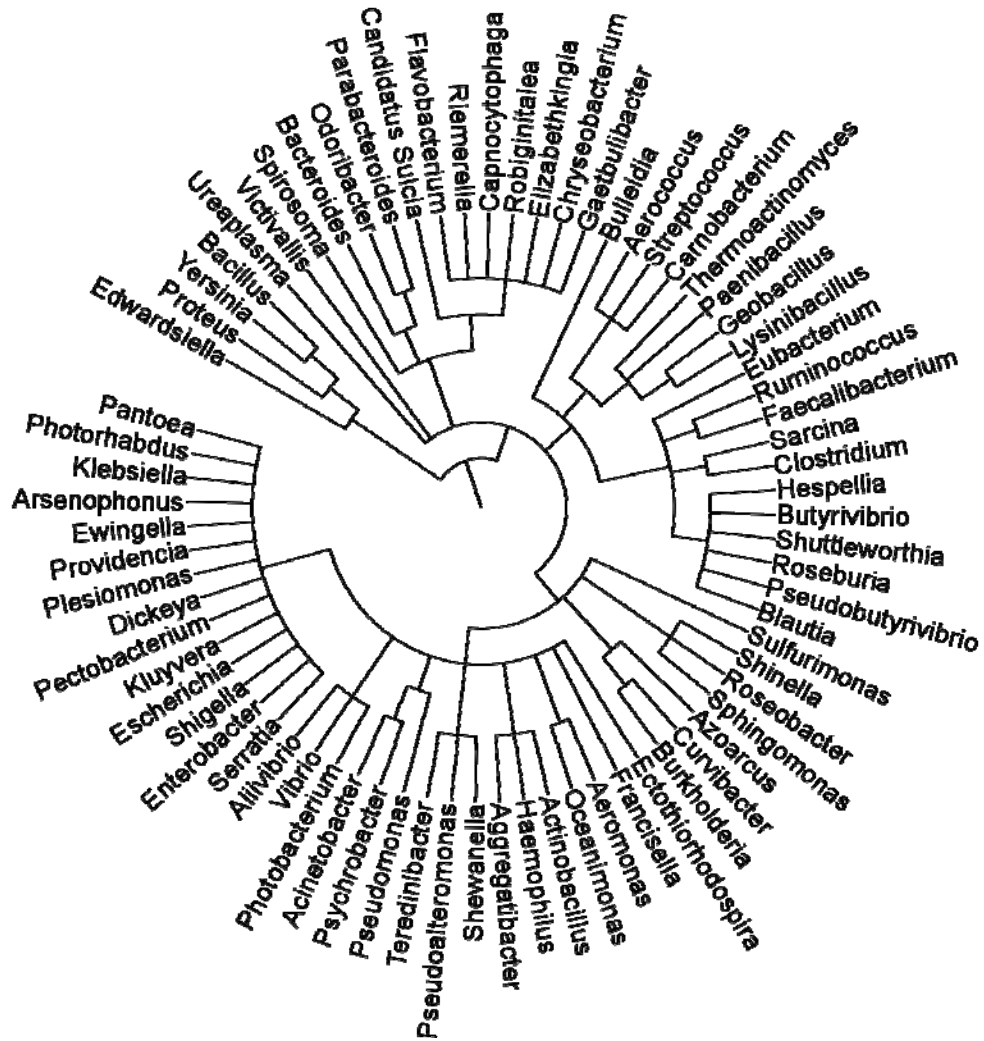 Edwardsiella
Proteus
Yersinia
Bacillus
Ureaplasma
Victivallis
Spirosoma
Bacteroides
Odoribacter
Parabacteroides
Candidatus Sulcia
Flavobacterium
Riemerella
Capnocytophaga
Robiginitalea
Elizabethkingia
Chryseobacterium
Gaetbulibacter
Bulleidia
Aerococcus
Streptococcus
Carnobacterium
Thermoactinomyces
Paenibacillus
Geobacillus
Lysinibacillus
Eubacterium
Ruminococcus
Faecalibacterium
Sarcina
Clostridium
Hespellia
Butyrivibrio
Shuttleworthia
Roseburia
Pseudobutyrivibrio
Blautia
Sulfurimonas
Shinella
Roseobacter
Sphingomonas
Azoarcus
Curvibacter
Burkholderia
Ectothiorhodospira
Francisella
Aeromonas
Oceanimonas
Actinobacillus
Haemophilus
Aggregatibacter
Shewanella
Pseudoalteromonas
Teredinibacter
Pseudomonas
Psychrobacter
Acinetobacter
Photobacterium
Vibrio
Aliivibrio
Serratia
Enterobacter
Shigella
Escherichia
Kluyvera
Pectobacterium
Dickeya
Plesiomonas
Providencia
Ewingella
Arsenophonus
Klebsiella
Photorhabdus
Pantoea